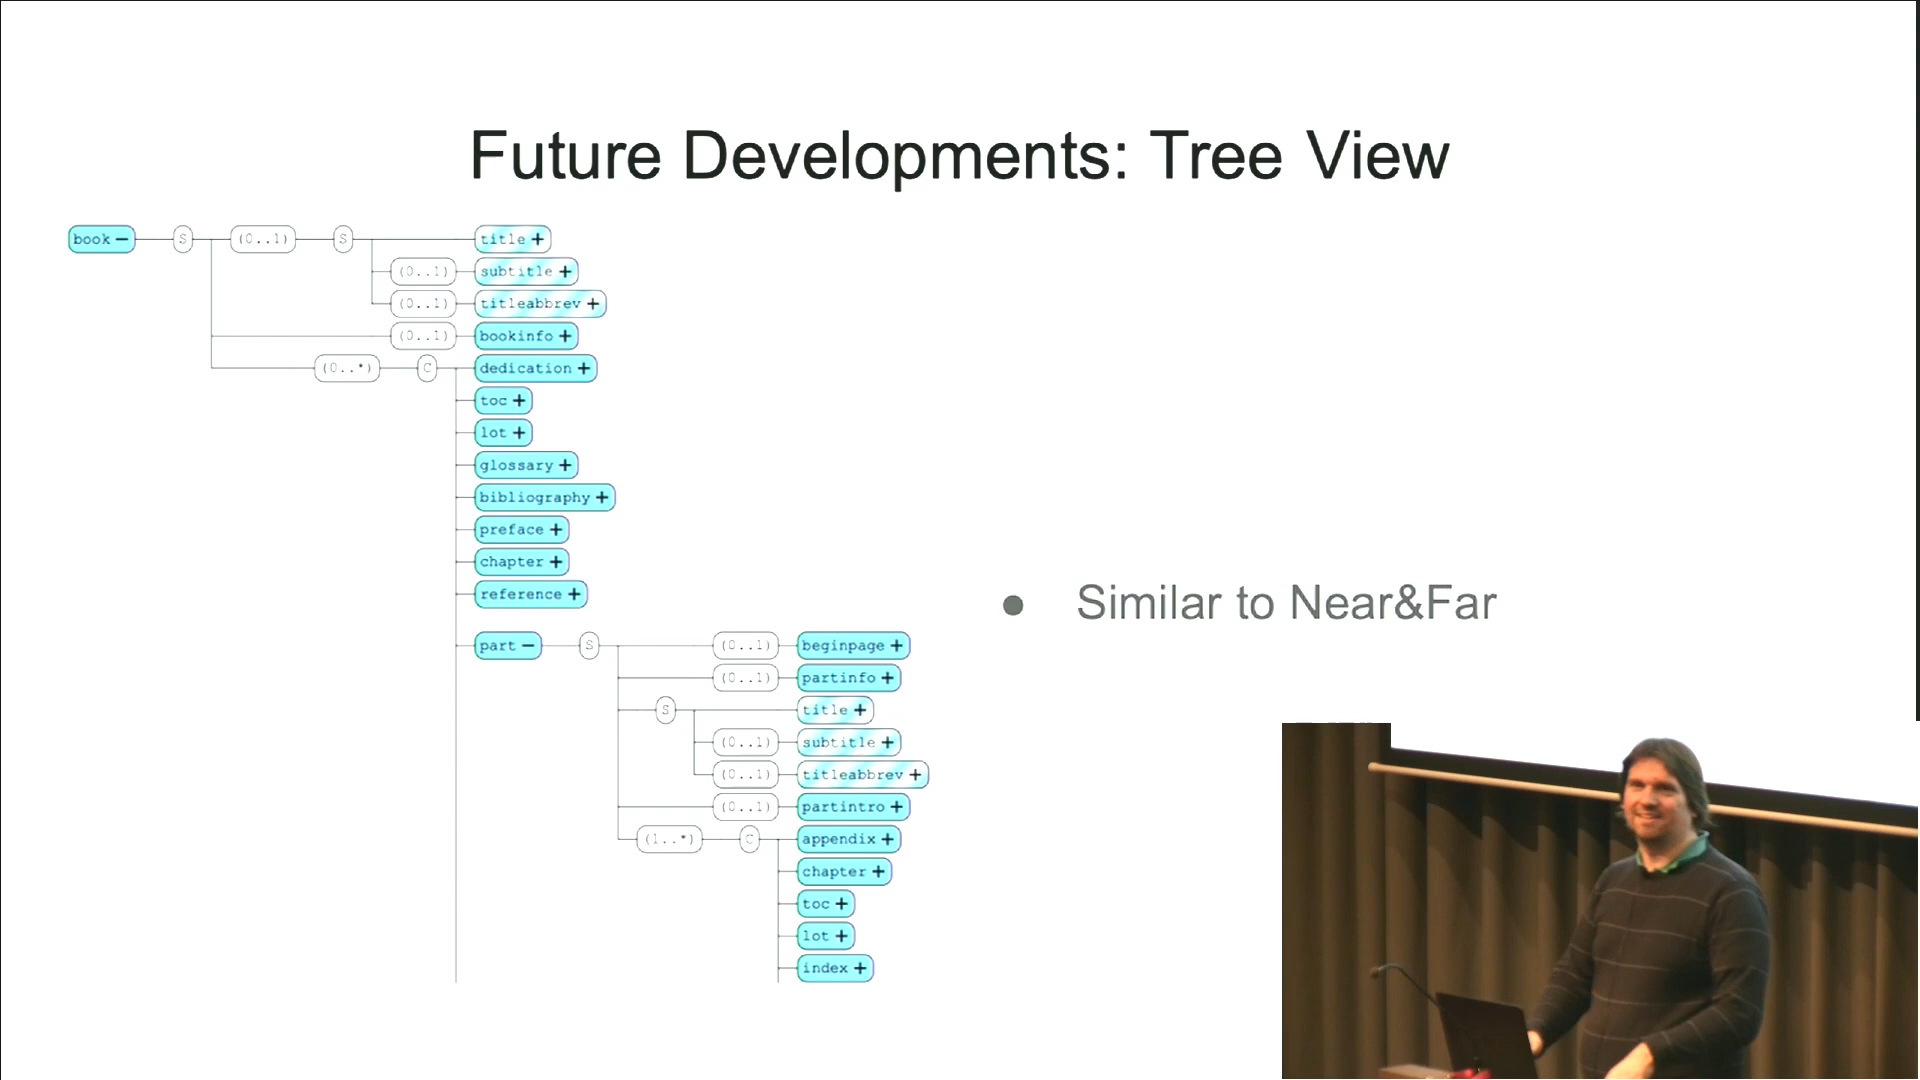 Future Developments: Tree View
book − S (0..1) S title +
(0..1) subtitle +
(0..1) titleabbrev +
(0..1) bookinfo +
(0..*) C dedication +
toc +
lot +
glossary +
bibliography +
preface +
chapter +
reference +
part − S (0..1) beginpage +
(0..1) partinfo +
S title +
(0..1) subtitle +
(0..1) titleabbrev +
(0..1) partintro +
(1..*) C appendix +
chapter +
toc +
lot +
index +
● Similar to Near&Far